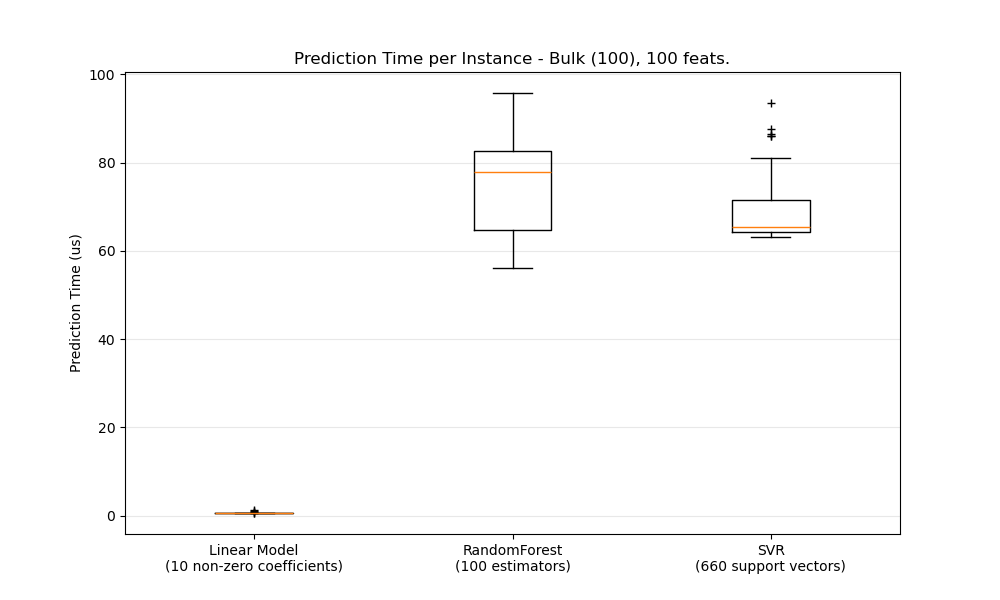 Prediction Time per Instance - Bulk (100), 100 feats.
100
80
60
40
20
0
Prediction Time (us)
Linear Model
(10 non-zero coefficients)
RandomForest
(100 estimators)
SVR
(660 support vectors)